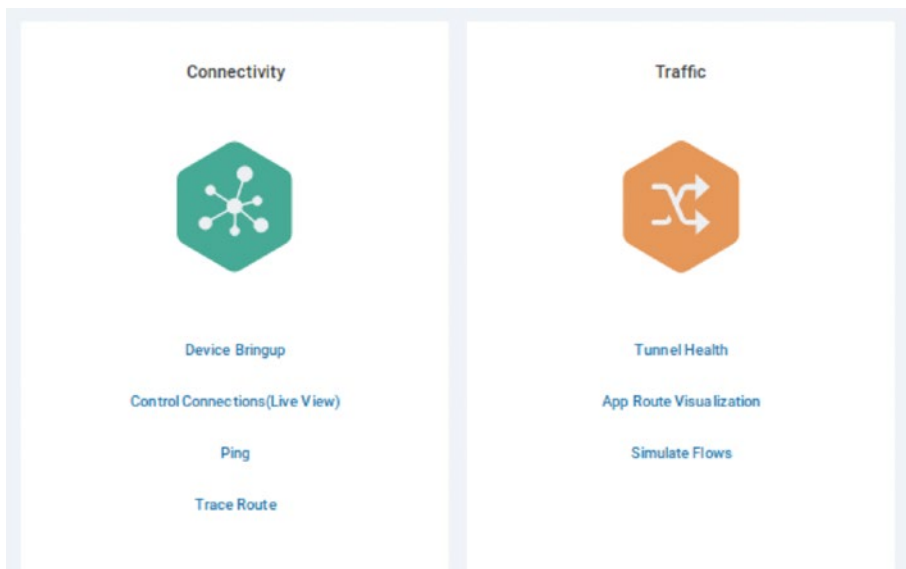 Connectivity
Device Bringup
Control Connections(Live View)
Ping
Trace Route
Traffic
Tunnel Health
App Route Visualization
Simulate Flows